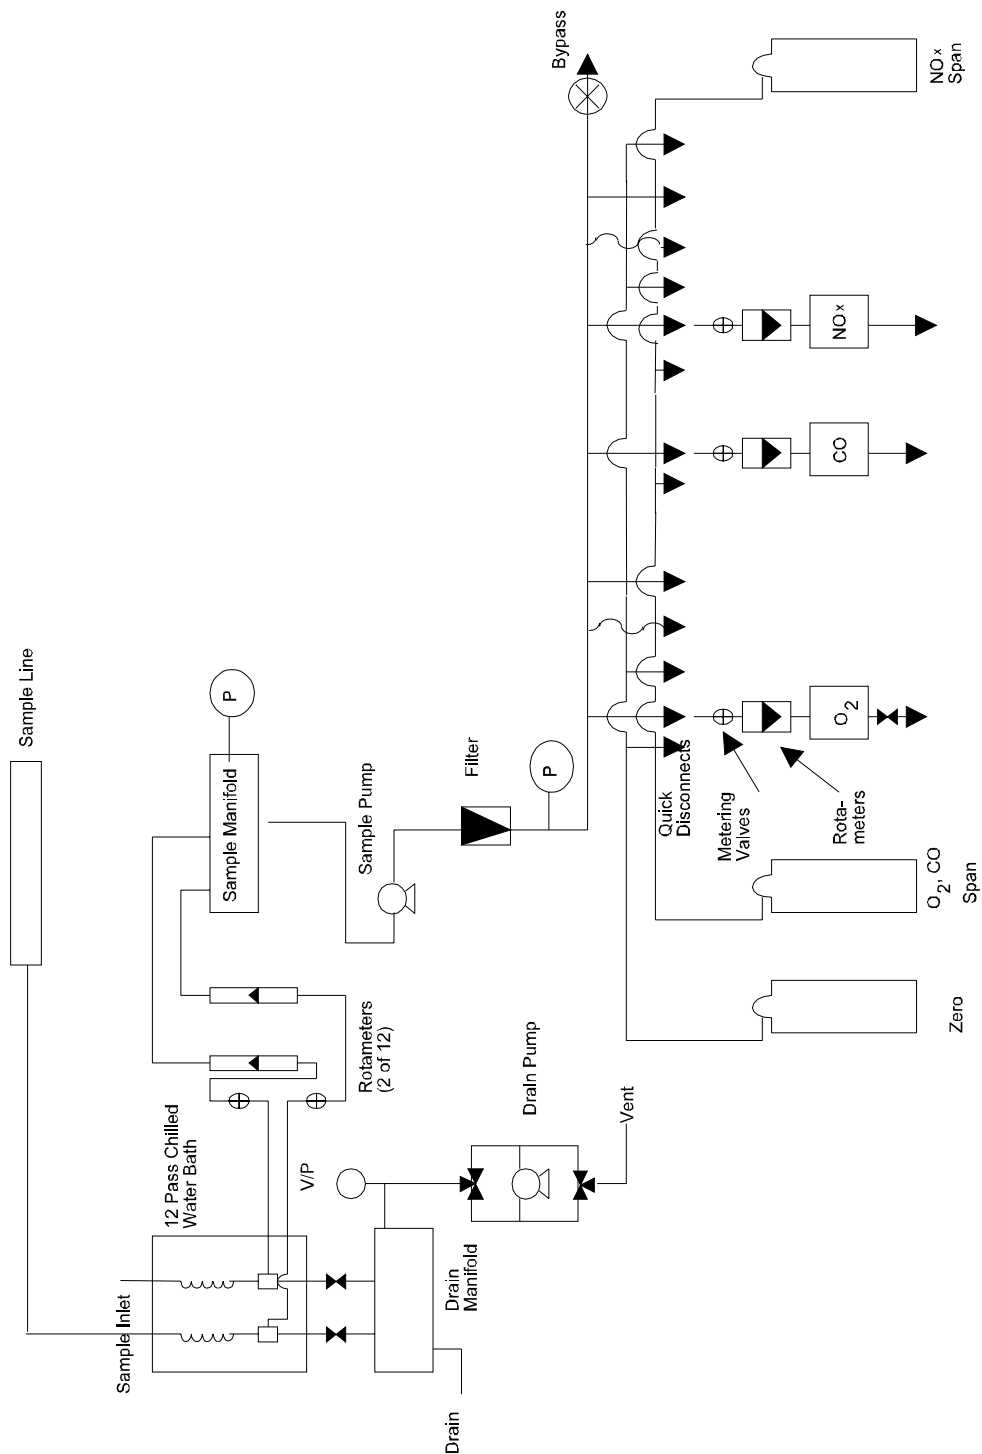 Sample Line
Sample Inlet
12 Pass Chilled
Water Bath
Sample Manifold
P
Rotameters
(2 of 12)
Sample Pump
Filter
P
V/P
Drain
Drain
Manifold
Drain Pump
Vent
Bypass
Quick
Disconnects
Metering
Valves
Rota-
meters
O2
CO
NOx
Zero
O2, CO
Span
NOx
Span